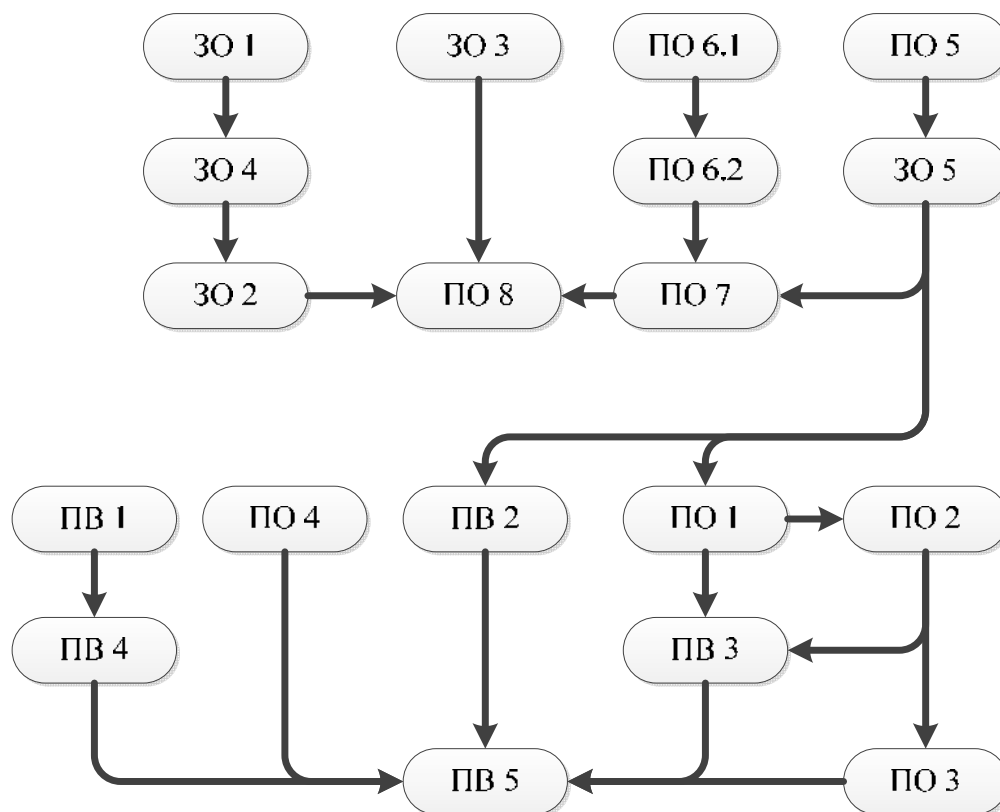 ЗО 1
ЗО 3
ПО 6.1
ПО 5
ЗО 4
ПО 6.2
ЗО 5
ЗО 2
ПО 8
ПО 7
ПВ 1
ПО 4
ПВ 2
ПО 1
ПО 2
ПВ 4
ПВ 3
ПВ 5
ПО 3